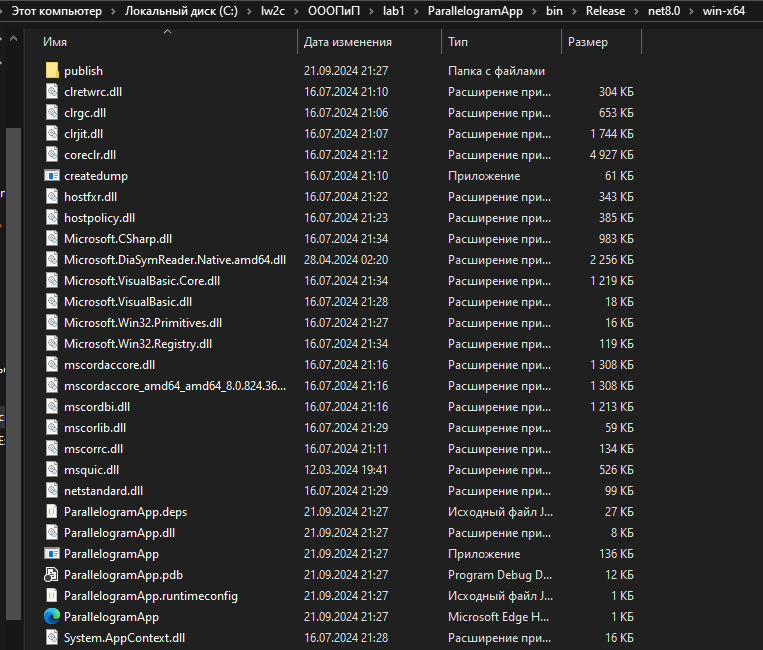 Этот компьютер > Локальный диск (C:) > lw2c > ОООПиП > lab1 > ParallelogramApp > bin > Release > net8.0 > win-x64
Имя Дата изменения Тип Размер
publish 21.09.2024 21:27 Папка с файлами
clretwrc.dll 16.07.2024 21:10 Расширение при... 304 КБ
clrgc.dll 16.07.2024 21:06 Расширение при... 653 КБ
clrjit.dll 16.07.2024 21:07 Расширение при... 1 744 КБ
coreclr.dll 16.07.2024 21:12 Расширение при... 4 927 КБ
createdump 16.07.2024 21:10 Приложение 61 КБ
hostfxr.dll 16.07.2024 21:22 Расширение при... 343 КБ
hostpolicy.dll 16.07.2024 21:23 Расширение при... 385 КБ
Microsoft.CSharp.dll 16.07.2024 21:34 Расширение при... 983 КБ
Microsoft.DiaSymReader.Native.amd64.dll 28.04.2024 02:20 Расширение при... 2 256 КБ
Microsoft.VisualBasic.Core.dll 16.07.2024 21:34 Расширение при... 1 219 КБ
Microsoft.VisualBasic.dll 16.07.2024 21:28 Расширение при... 18 КБ
Microsoft.Win32.Primitives.dll 16.07.2024 21:27 Расширение при... 16 КБ
Microsoft.Win32.Registry.dll 16.07.2024 21:34 Расширение при... 119 КБ
mscordaccore.dll 16.07.2024 21:16 Расширение при... 1 308 КБ
mscordaccore_amd64_amd64_8.0.824.36... 16.07.2024 21:16 Расширение при... 1 308 КБ
mscordbi.dll 16.07.2024 21:16 Расширение при... 1 213 КБ
mscorlib.dll 16.07.2024 21:29 Расширение при... 59 КБ
mscorrc.dll 16.07.2024 21:11 Расширение при... 134 КБ
msquic.dll 12.03.2024 19:41 Расширение при... 526 КБ
netstandard.dll 16.07.2024 21:29 Расширение при... 99 КБ
ParallelogramApp.deps 21.09.2024 21:27 Исходный файл J... 27 КБ
ParallelogramApp.dll 21.09.2024 21:27 Расширение при... 8 КБ
ParallelogramApp 21.09.2024 21:27 Приложение 136 КБ
ParallelogramApp.pdb 21.09.2024 21:27 Program Debug D... 12 КБ
ParallelogramApp.runtimeconfig 21.09.2024 21:27 Исходный файл J... 1 КБ
ParallelogramApp 21.09.2024 21:27 Microsoft Edge H... 1 КБ
System.AppContext.dll 16.07.2024 21:28 Расширение при... 16 КБ